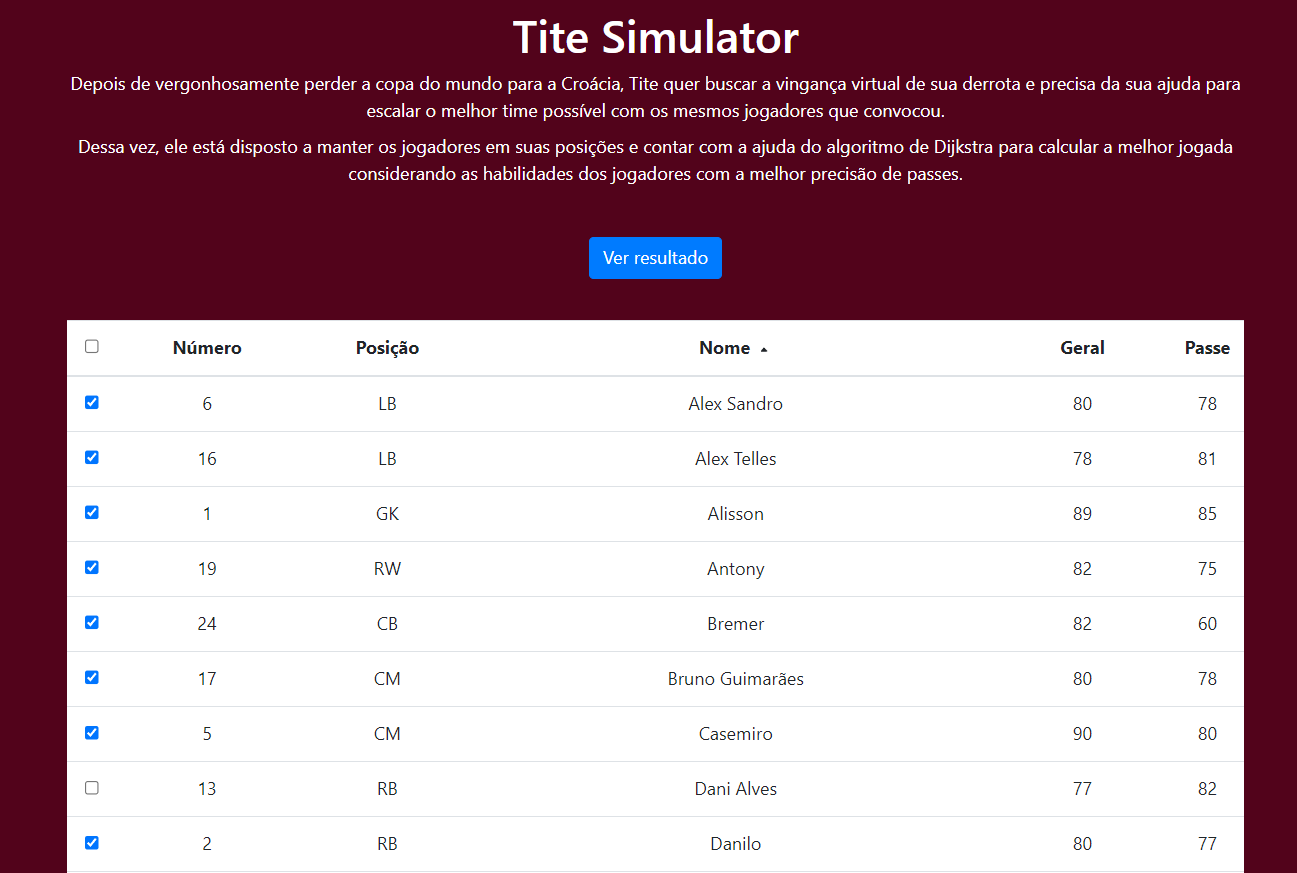 Tite Simulator
Depois de vergonhosamente perder a copa do mundo para a Croácia, Tite quer buscar a vingança virtual de sua derrota e precisa da sua ajuda para
escalar o melhor time possível com os mesmos jogadores que convocou.
Dessa vez, ele está disposto a manter os jogadores em suas posições e contar com a ajuda do algoritmo de Dijkstra para calcular a melhor jogada
considerando as habilidades dos jogadores com a melhor precisão de passes.
Ver resultado
Número Posição Nome Geral Passe
6 LB Alex Sandro 80 78
16 LB Alex Telles 78 81
1 GK Alisson 89 85
19 RW Antony 82 75
24 CB Bremer 82 60
17 CM Bruno Guimarães 80 78
5 CM Casemiro 90 80
13 RB Dani Alves 77 82
2 RB Danilo 80 77